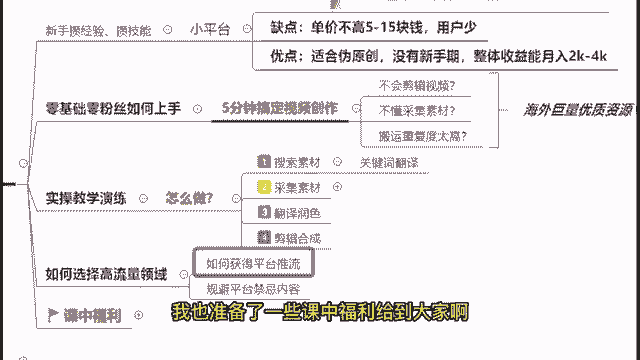 缺点：单价不高5-15块钱，用户少
新手攒经验、攒技能
小平台
优点：适合伪原创，没有新手期，整体收益能月入2k-4k
不会剪辑视频？
零基础零粉丝如何上手
5分钟搞定视频创作
不懂采集素材？
海外巨量优质资源
搬运重复度太高？
1 搜索素材
关键词翻译
实操教学演练
怎么做？
2 采集素材
3 翻译润色
4 剪辑合成
如何获得平台推流
如何选择高流量领域
规避平台禁忌内容
课中福利
我也准备了一些课中福利给到大家啊